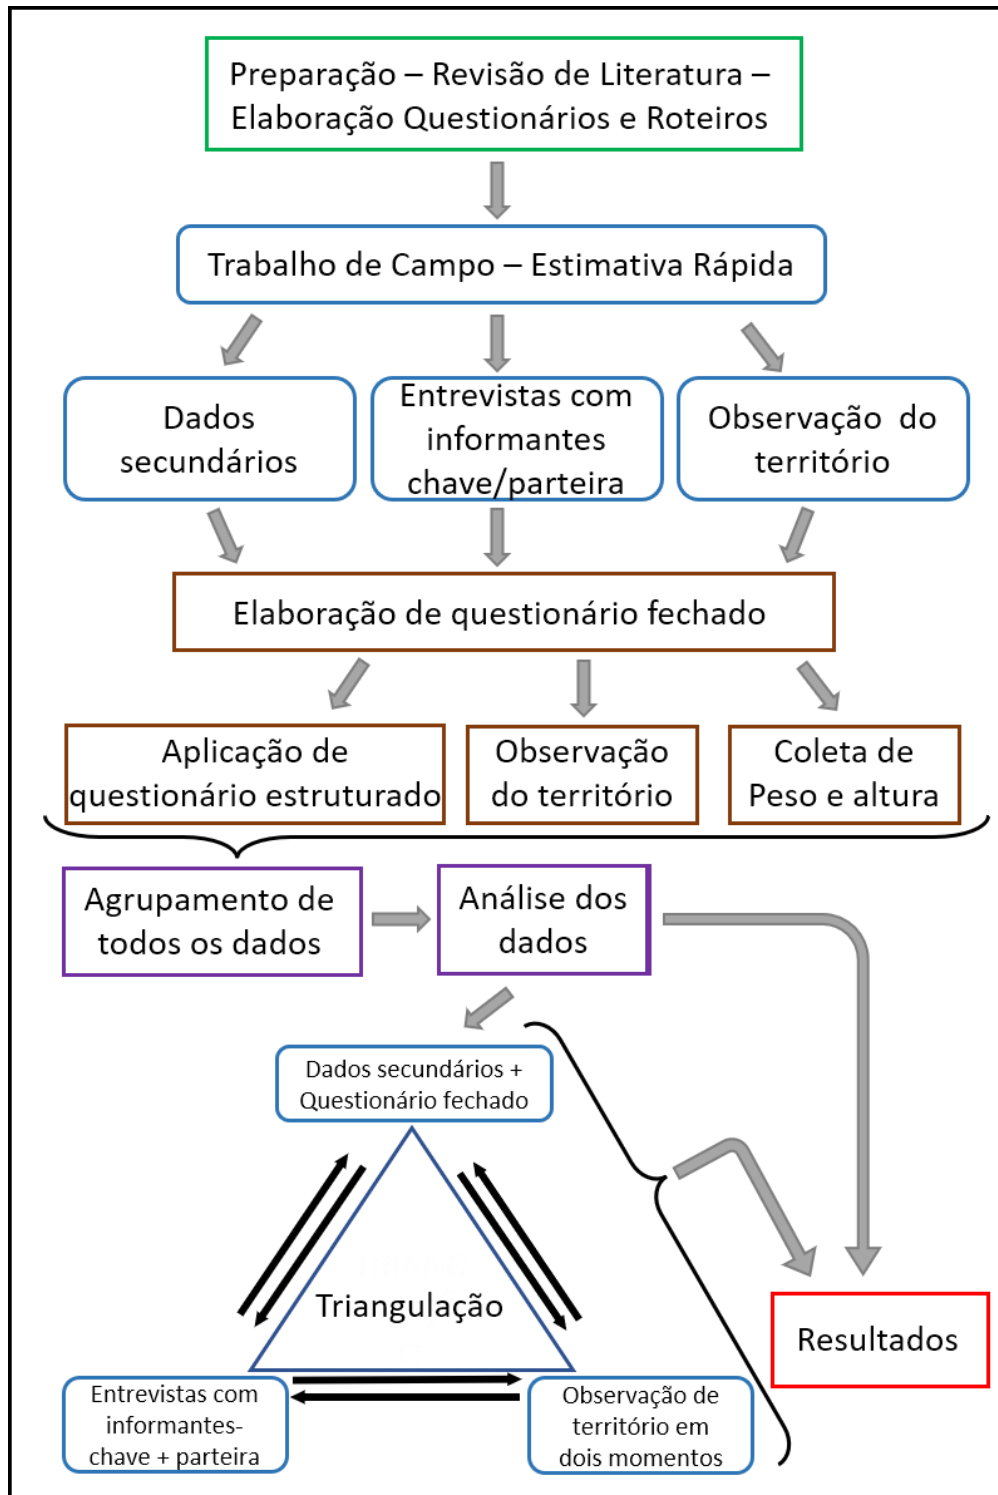 Preparação – Revisão de Literatura –
Elaboração Questionários e Roteiros
Trabalho de Campo – Estimativa Rápida
Dados
secundários
Entrevistas com
informantes
chave/parteira
Observação do
território
Elaboração de questionário fechado
Aplicação de
questionário estruturado
Observação
do território
Coleta de
Peso e altura
Agrupamento de
todos os dados
Análise dos
dados
Dados secundários +
Questionário fechado
Triangulação
Resultados
Entrevistas com
informantes-
chave + parteira
Observação de
território em
dois momentos